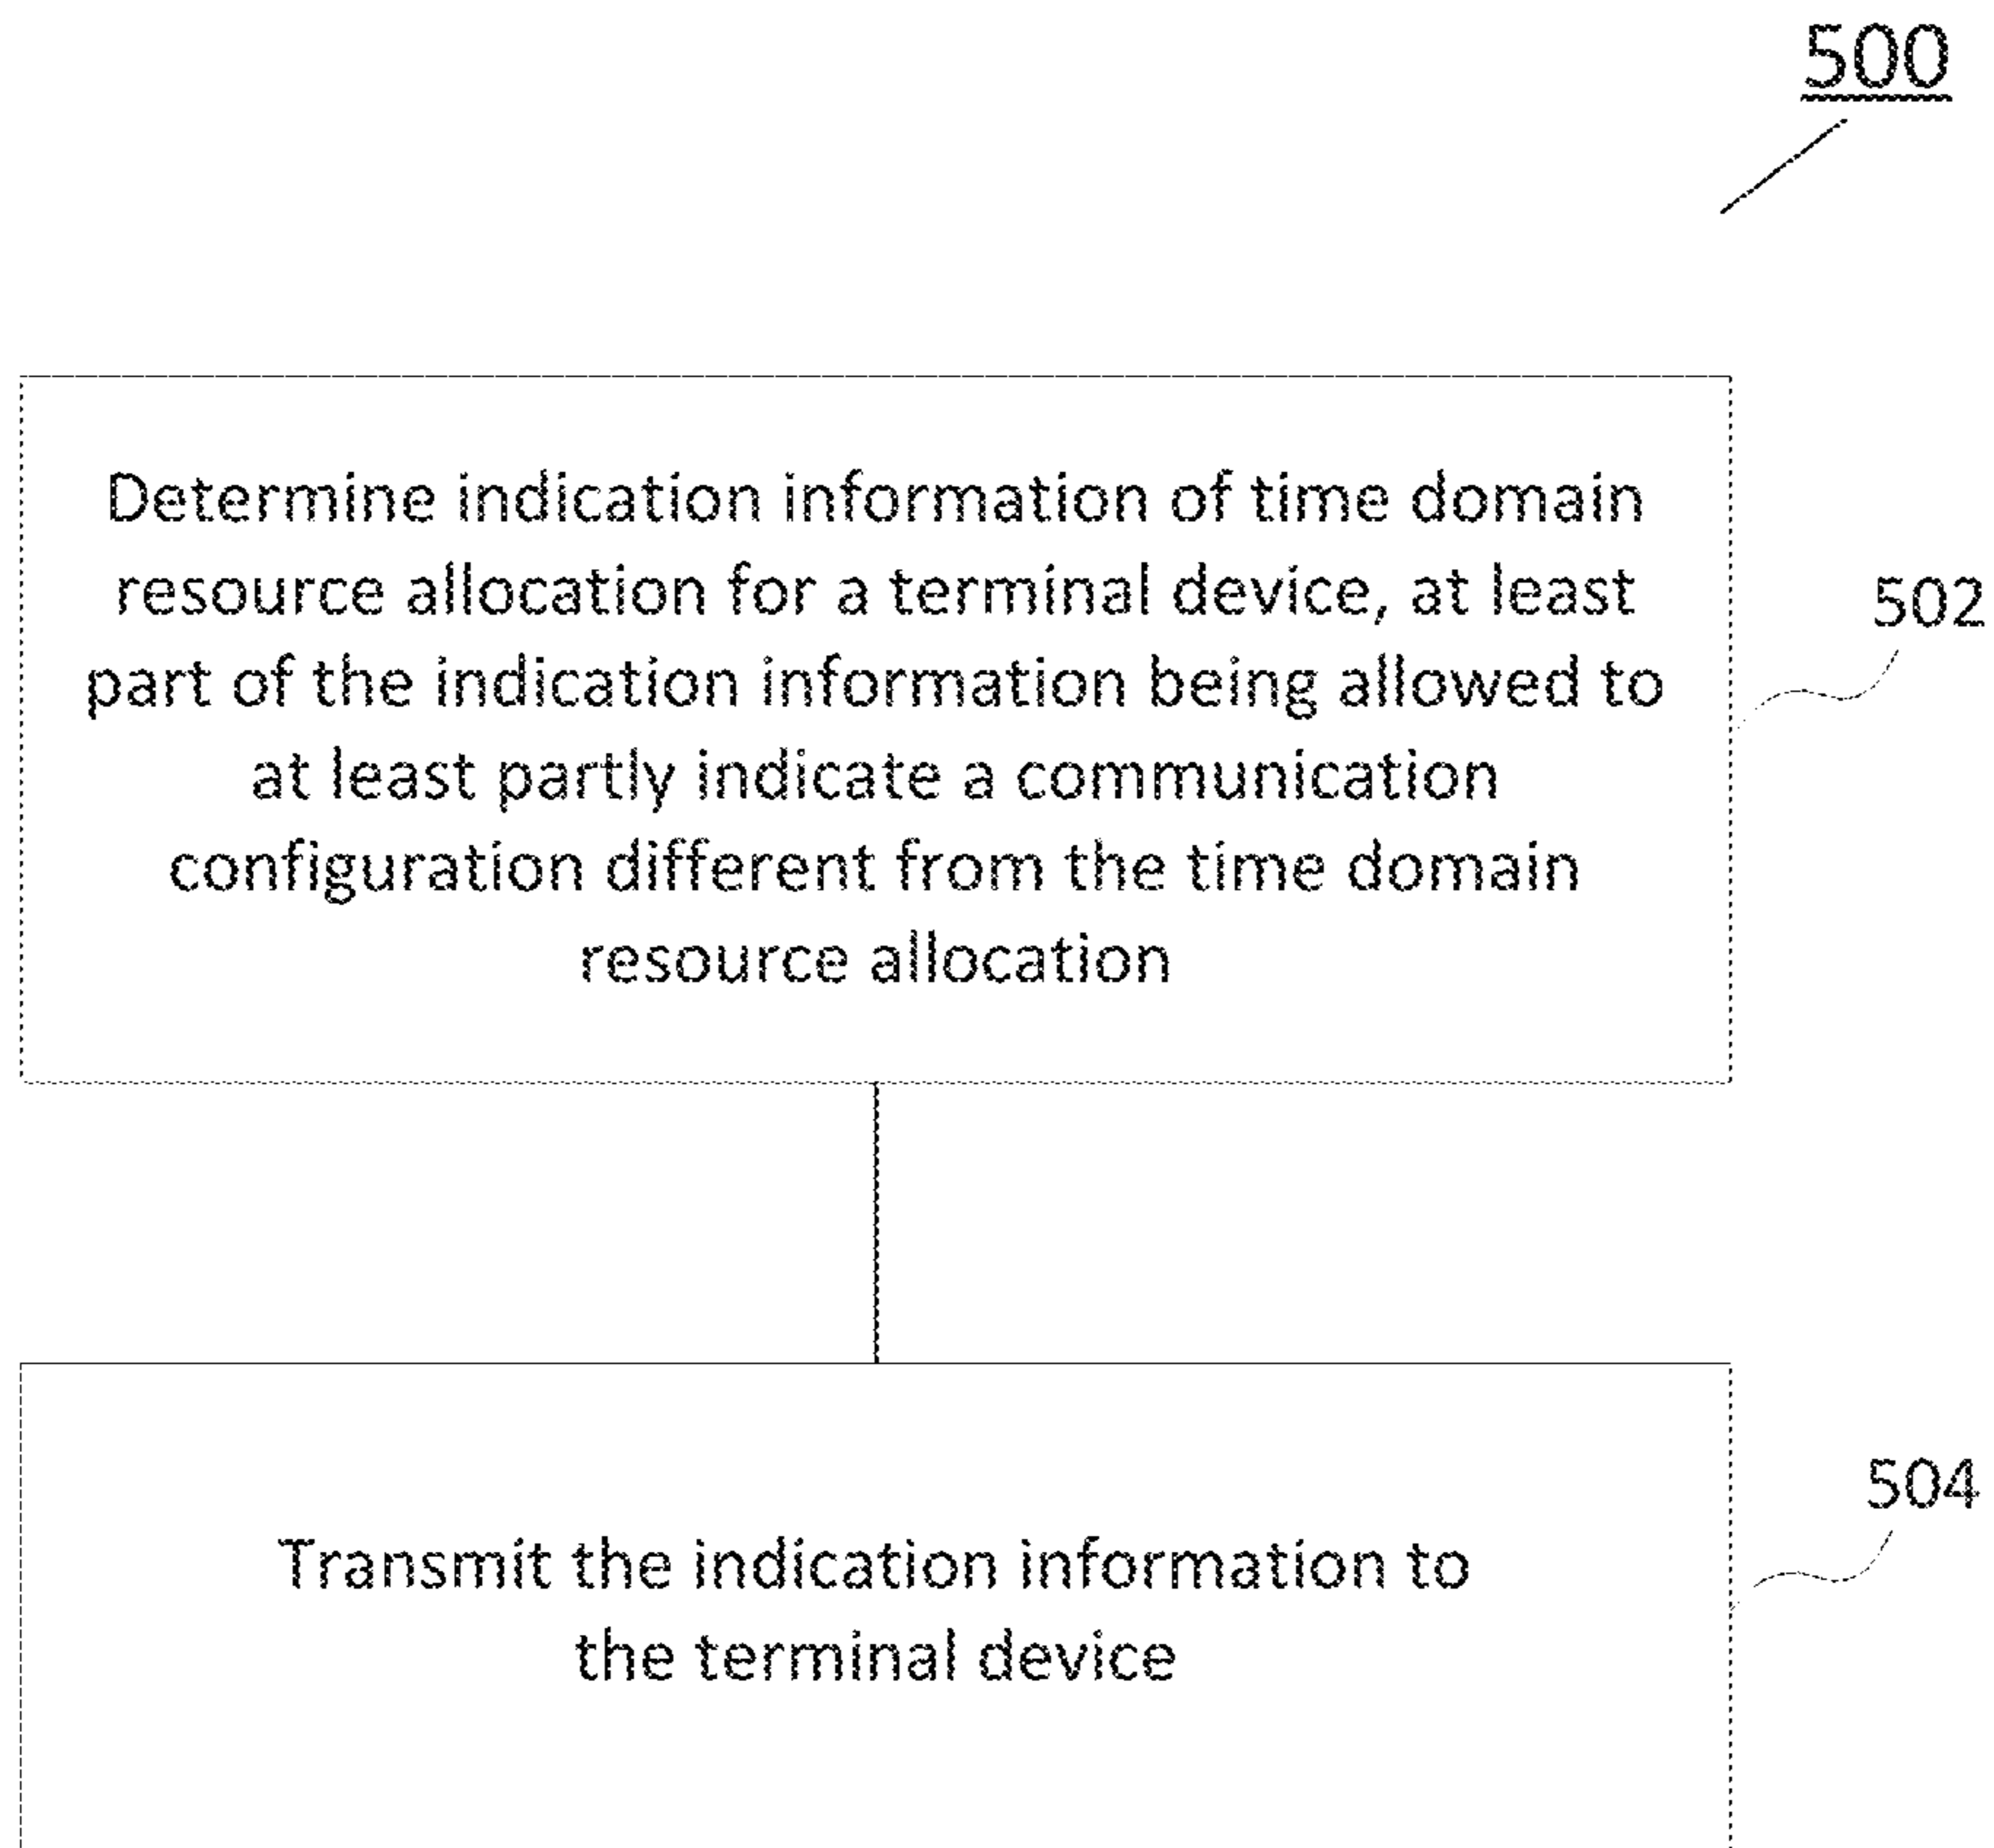 500
Determine indication information of time domain
resource allocation for a terminal device, at least
part of the indication information being allowed to
at least partly indicate a communication
configuration different from the time domain
resource allocation
502
504
Transmit the indication information to
the terminal device